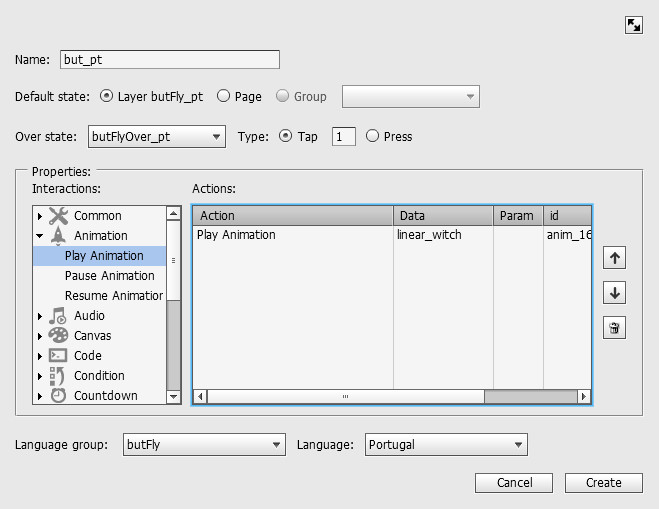 Name: but_pt
Default state: Layer butFly_pt Page Group
Over state: butFlyOver_pt Type: Tap 1 Press
Properties:
Interactions: Actions:
Common
Animation
Play Animation
Pause Animation
Resume Animation
Audio
Canvas
Code
Condition
Countdown
Action Data Param id
Play Animation linear_witch anim_16
Language group: butFly Language: Portugal
Cancel Create